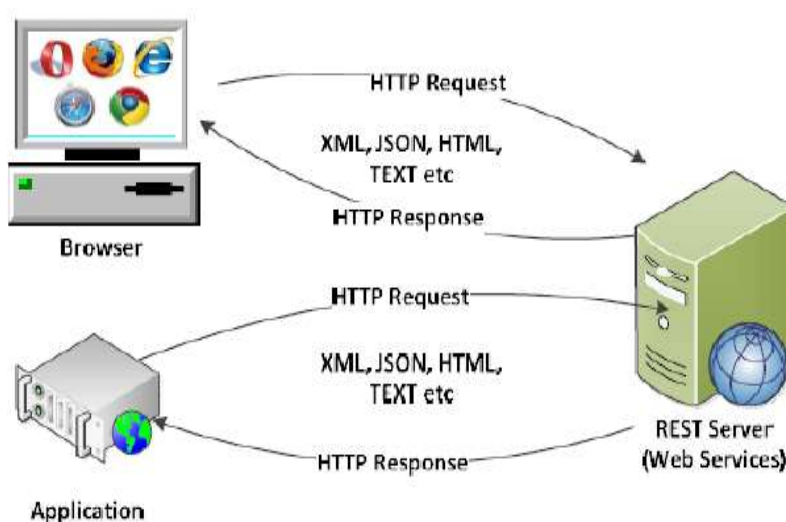 HTTP Request
XML, JSON, HTML,
TEXT etc
HTTP Response
Browser
HTTP Request
XML, JSON, HTML,
TEXT etc
HTTP Response
REST Server
(Web Services)
Application